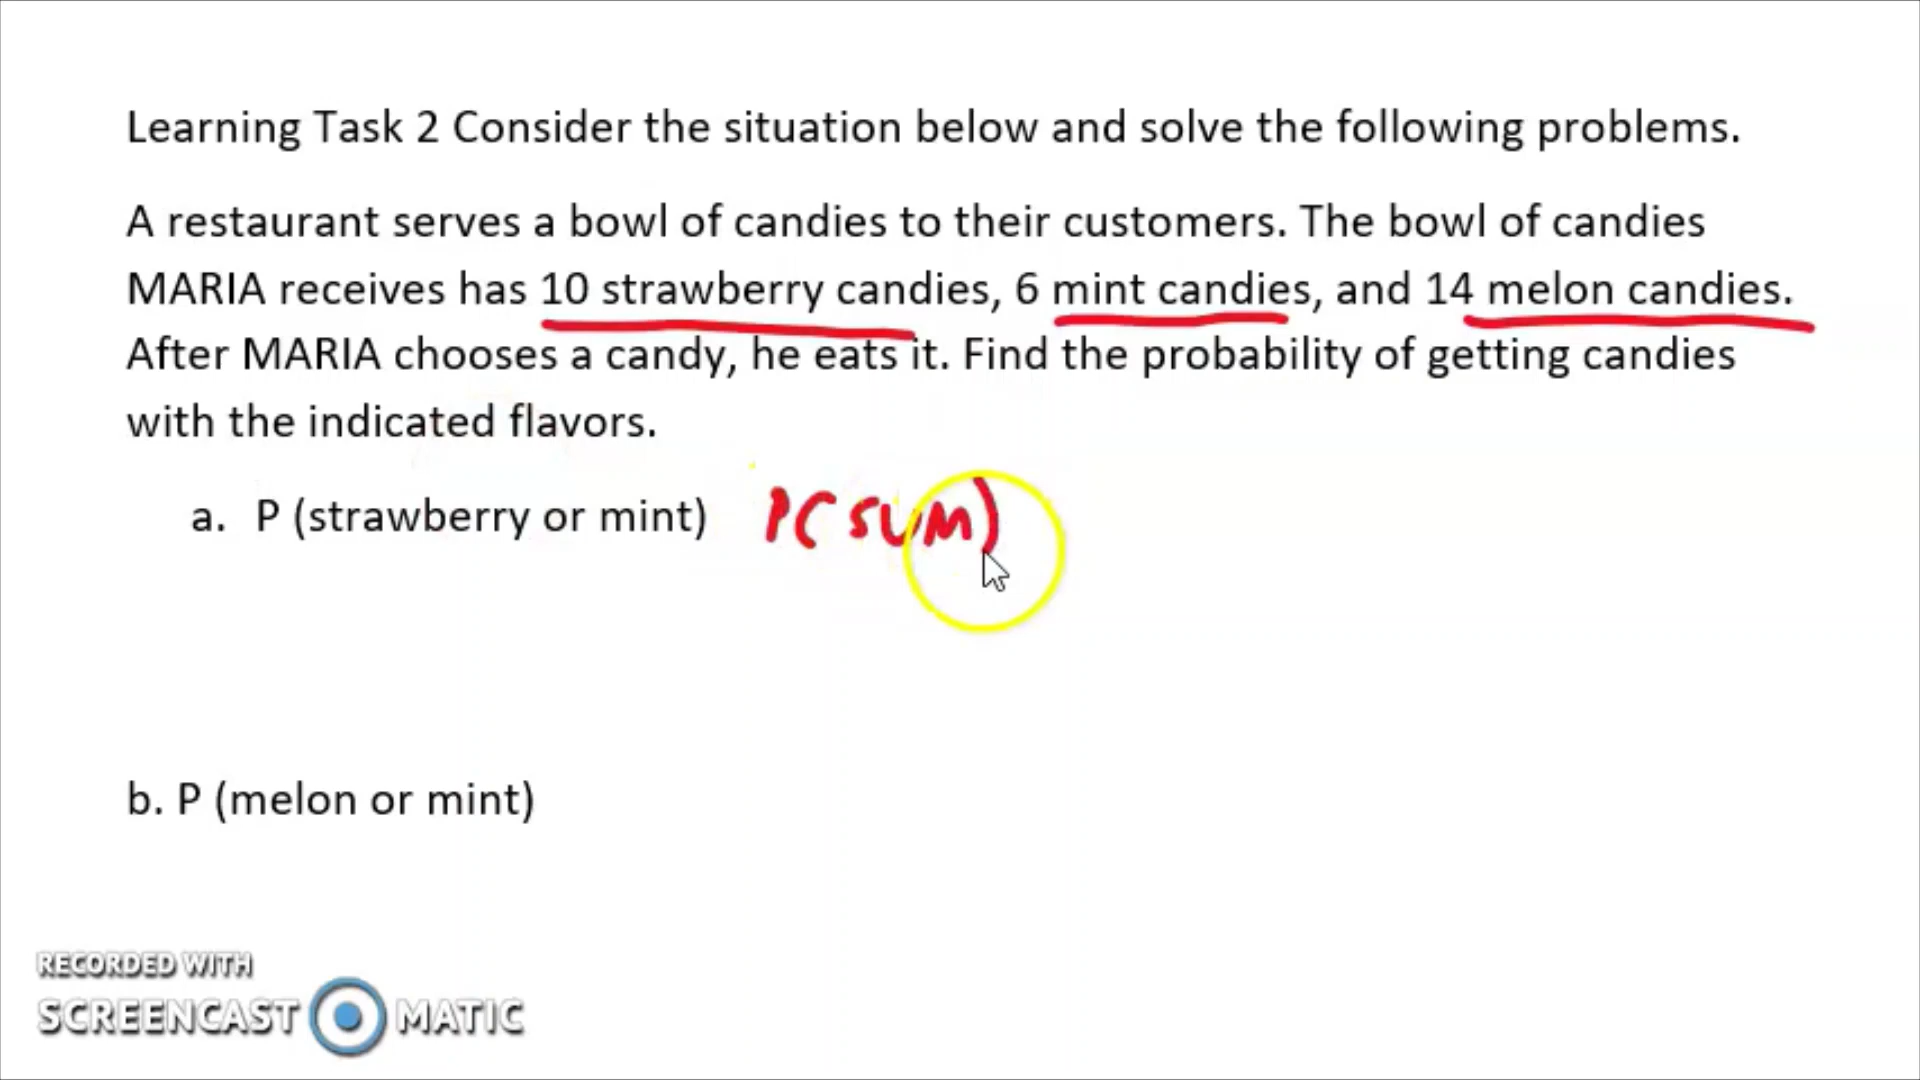 Learning Task 2 Consider the situation below and solve the following problems.
A restaurant serves a bowl of candies to their customers. The bowl of candies
MARIA receives has 10 strawberry candies, 6 mint candies, and 14 melon candies.
After MARIA chooses a candy, he eats it. Find the probability of getting candies
with the indicated flavors.
a. P (strawberry or mint) P(SUM)
b. P (melon or mint)
RECORDED WITH
SCREENCAST MATIC